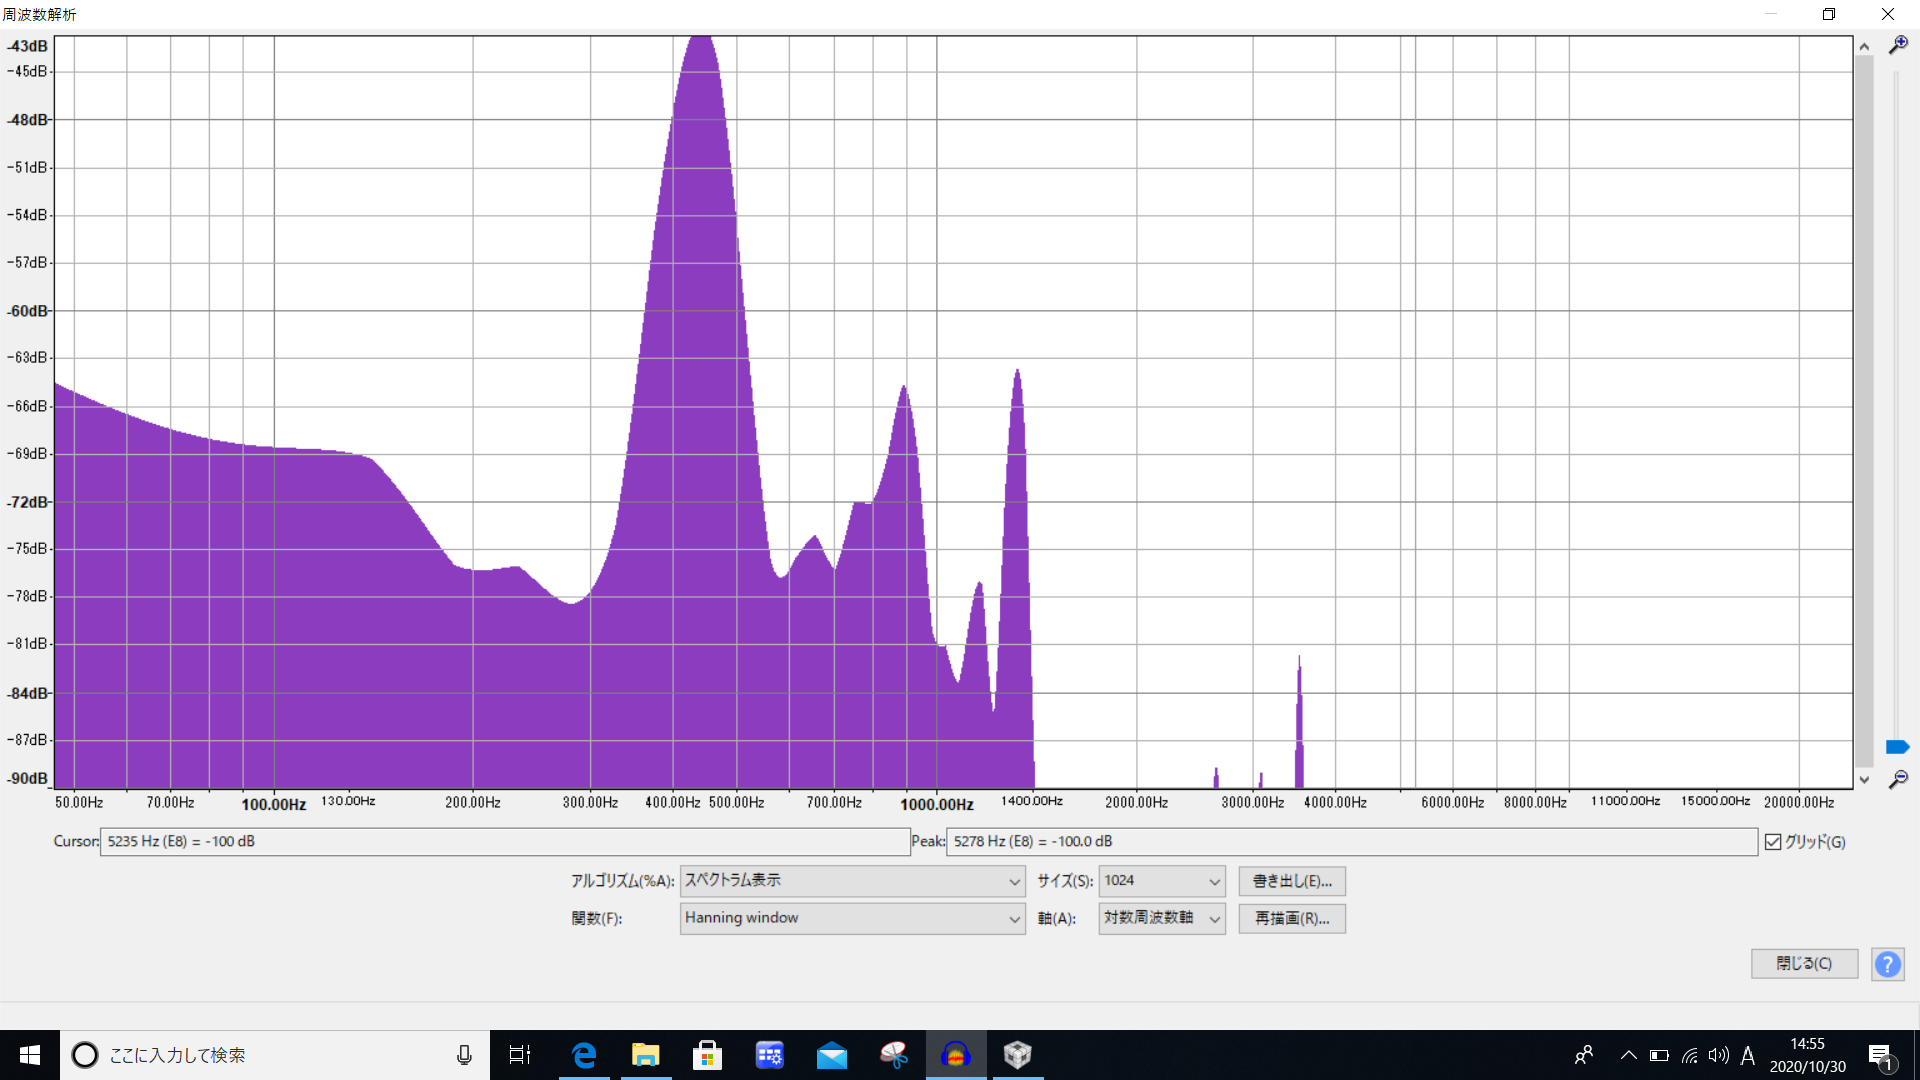 周波数解析
-43dB
-45dB
-48dB
-51dB
-54dB
-57dB
-60dB
-63dB
-66dB
-69dB
-72dB
-75dB
-78dB
-81dB
-84dB
-87dB
-90dB
50.00Hz 70.00Hz 100.00Hz 130.00Hz 200.00Hz 300.00Hz 400.00Hz 500.00Hz 700.00Hz 1000.00Hz 1400.00Hz 2000.00Hz 3000.00Hz 4000.00Hz 6000.00Hz 8000.00Hz 11000.00Hz 15000.00Hz 20000.00Hz
Cursor: 5235 Hz (E8) = -100 dB Peak: 5278 Hz (E8) = -100.0 dB グリッド(G)
アルゴリズム(%A): スペクトラム表示 サイズ(S): 1024 書き出し(E)...
関数(F): Hanning window 軸(A): 対数周波数軸 再描画(R)...
閉じる(C) ?
ここに入力して検索 A 14:55
2020/10/30 1